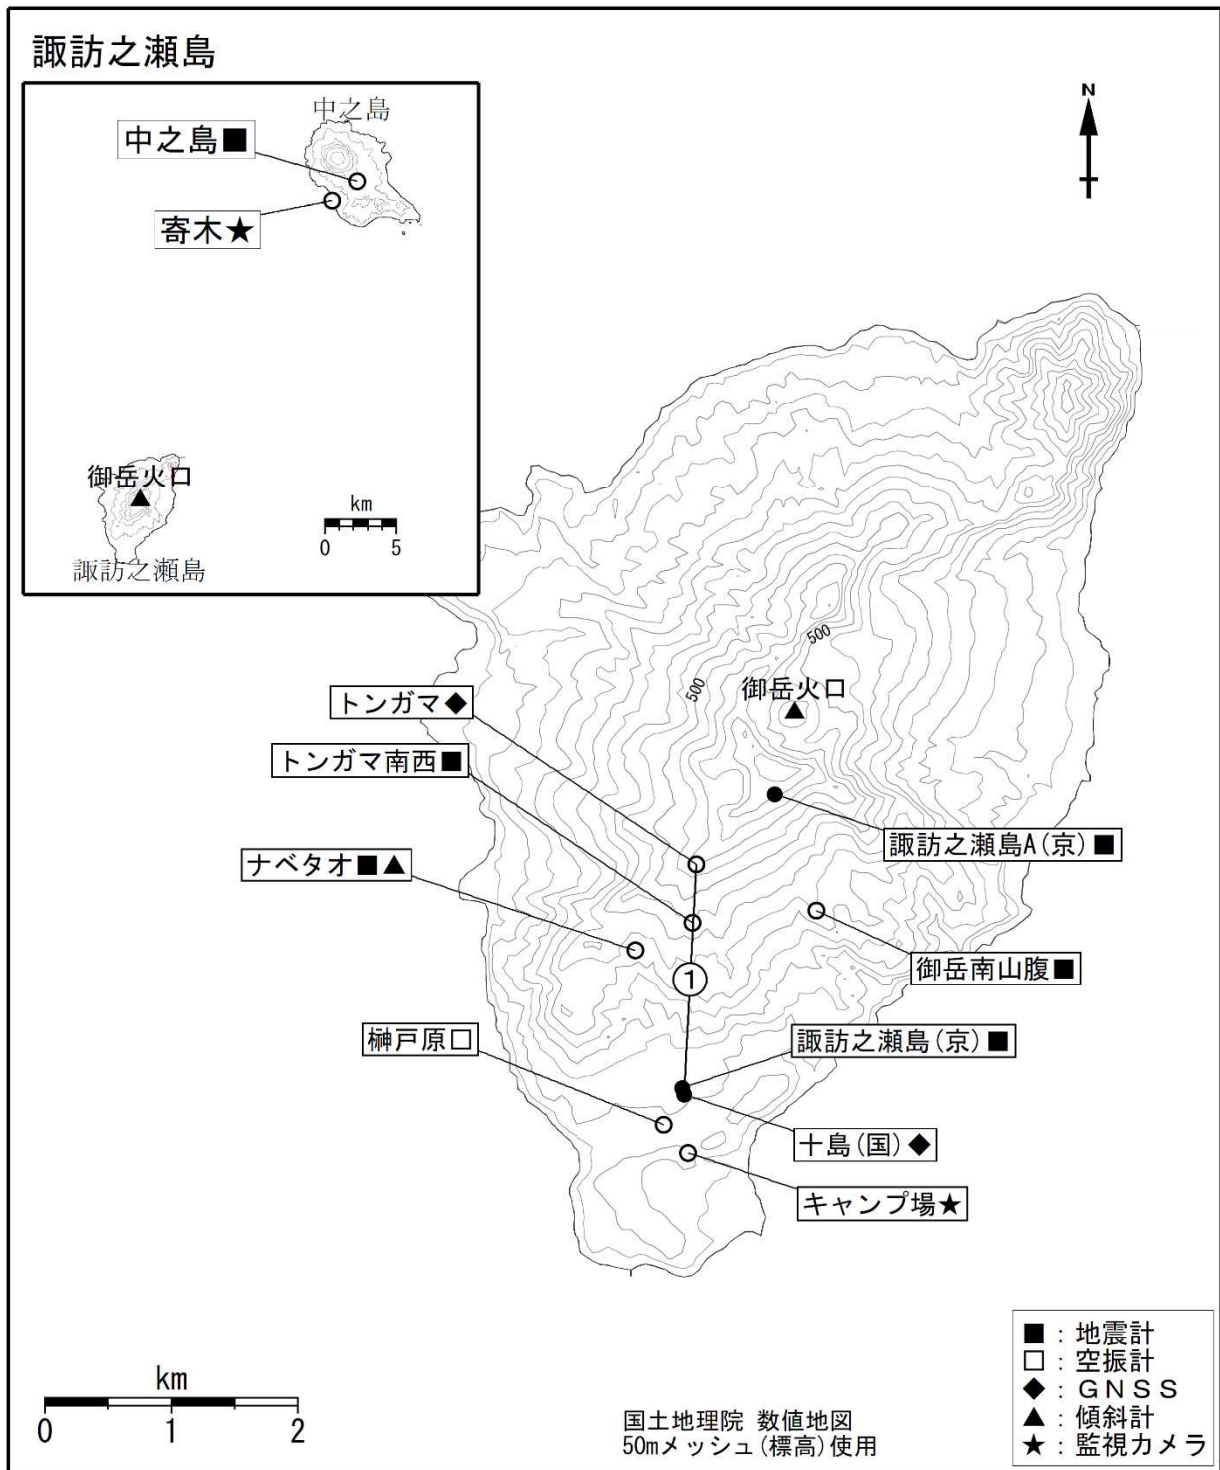 諏訪之瀬島
中之島
中之島■
寄木★
N
御岳火口
km
0 5
諏訪之瀬島
500
500
御岳火口
トンガマ◆
トンガマ南西■
諏訪之瀬島A(京)■
ナベタオ■▲
御岳南山腹■
①
榊戸原□
諏訪之瀬島(京)■
十島(国)◆
キャンプ場★
km
0 1 2
国土地理院 数値地図
50mメッシュ(標高)使用
■:地震計
□:空振計
◆:GNSS
▲:傾斜計
★:監視カメラ